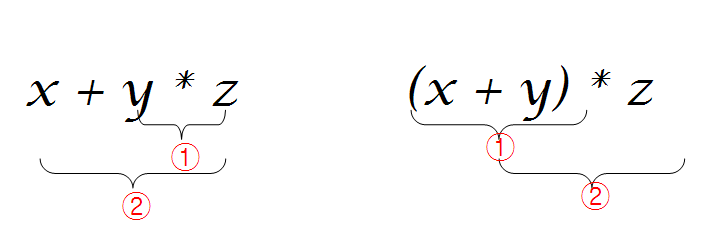 x + y * z
(x + y) * z
①
①
②
②